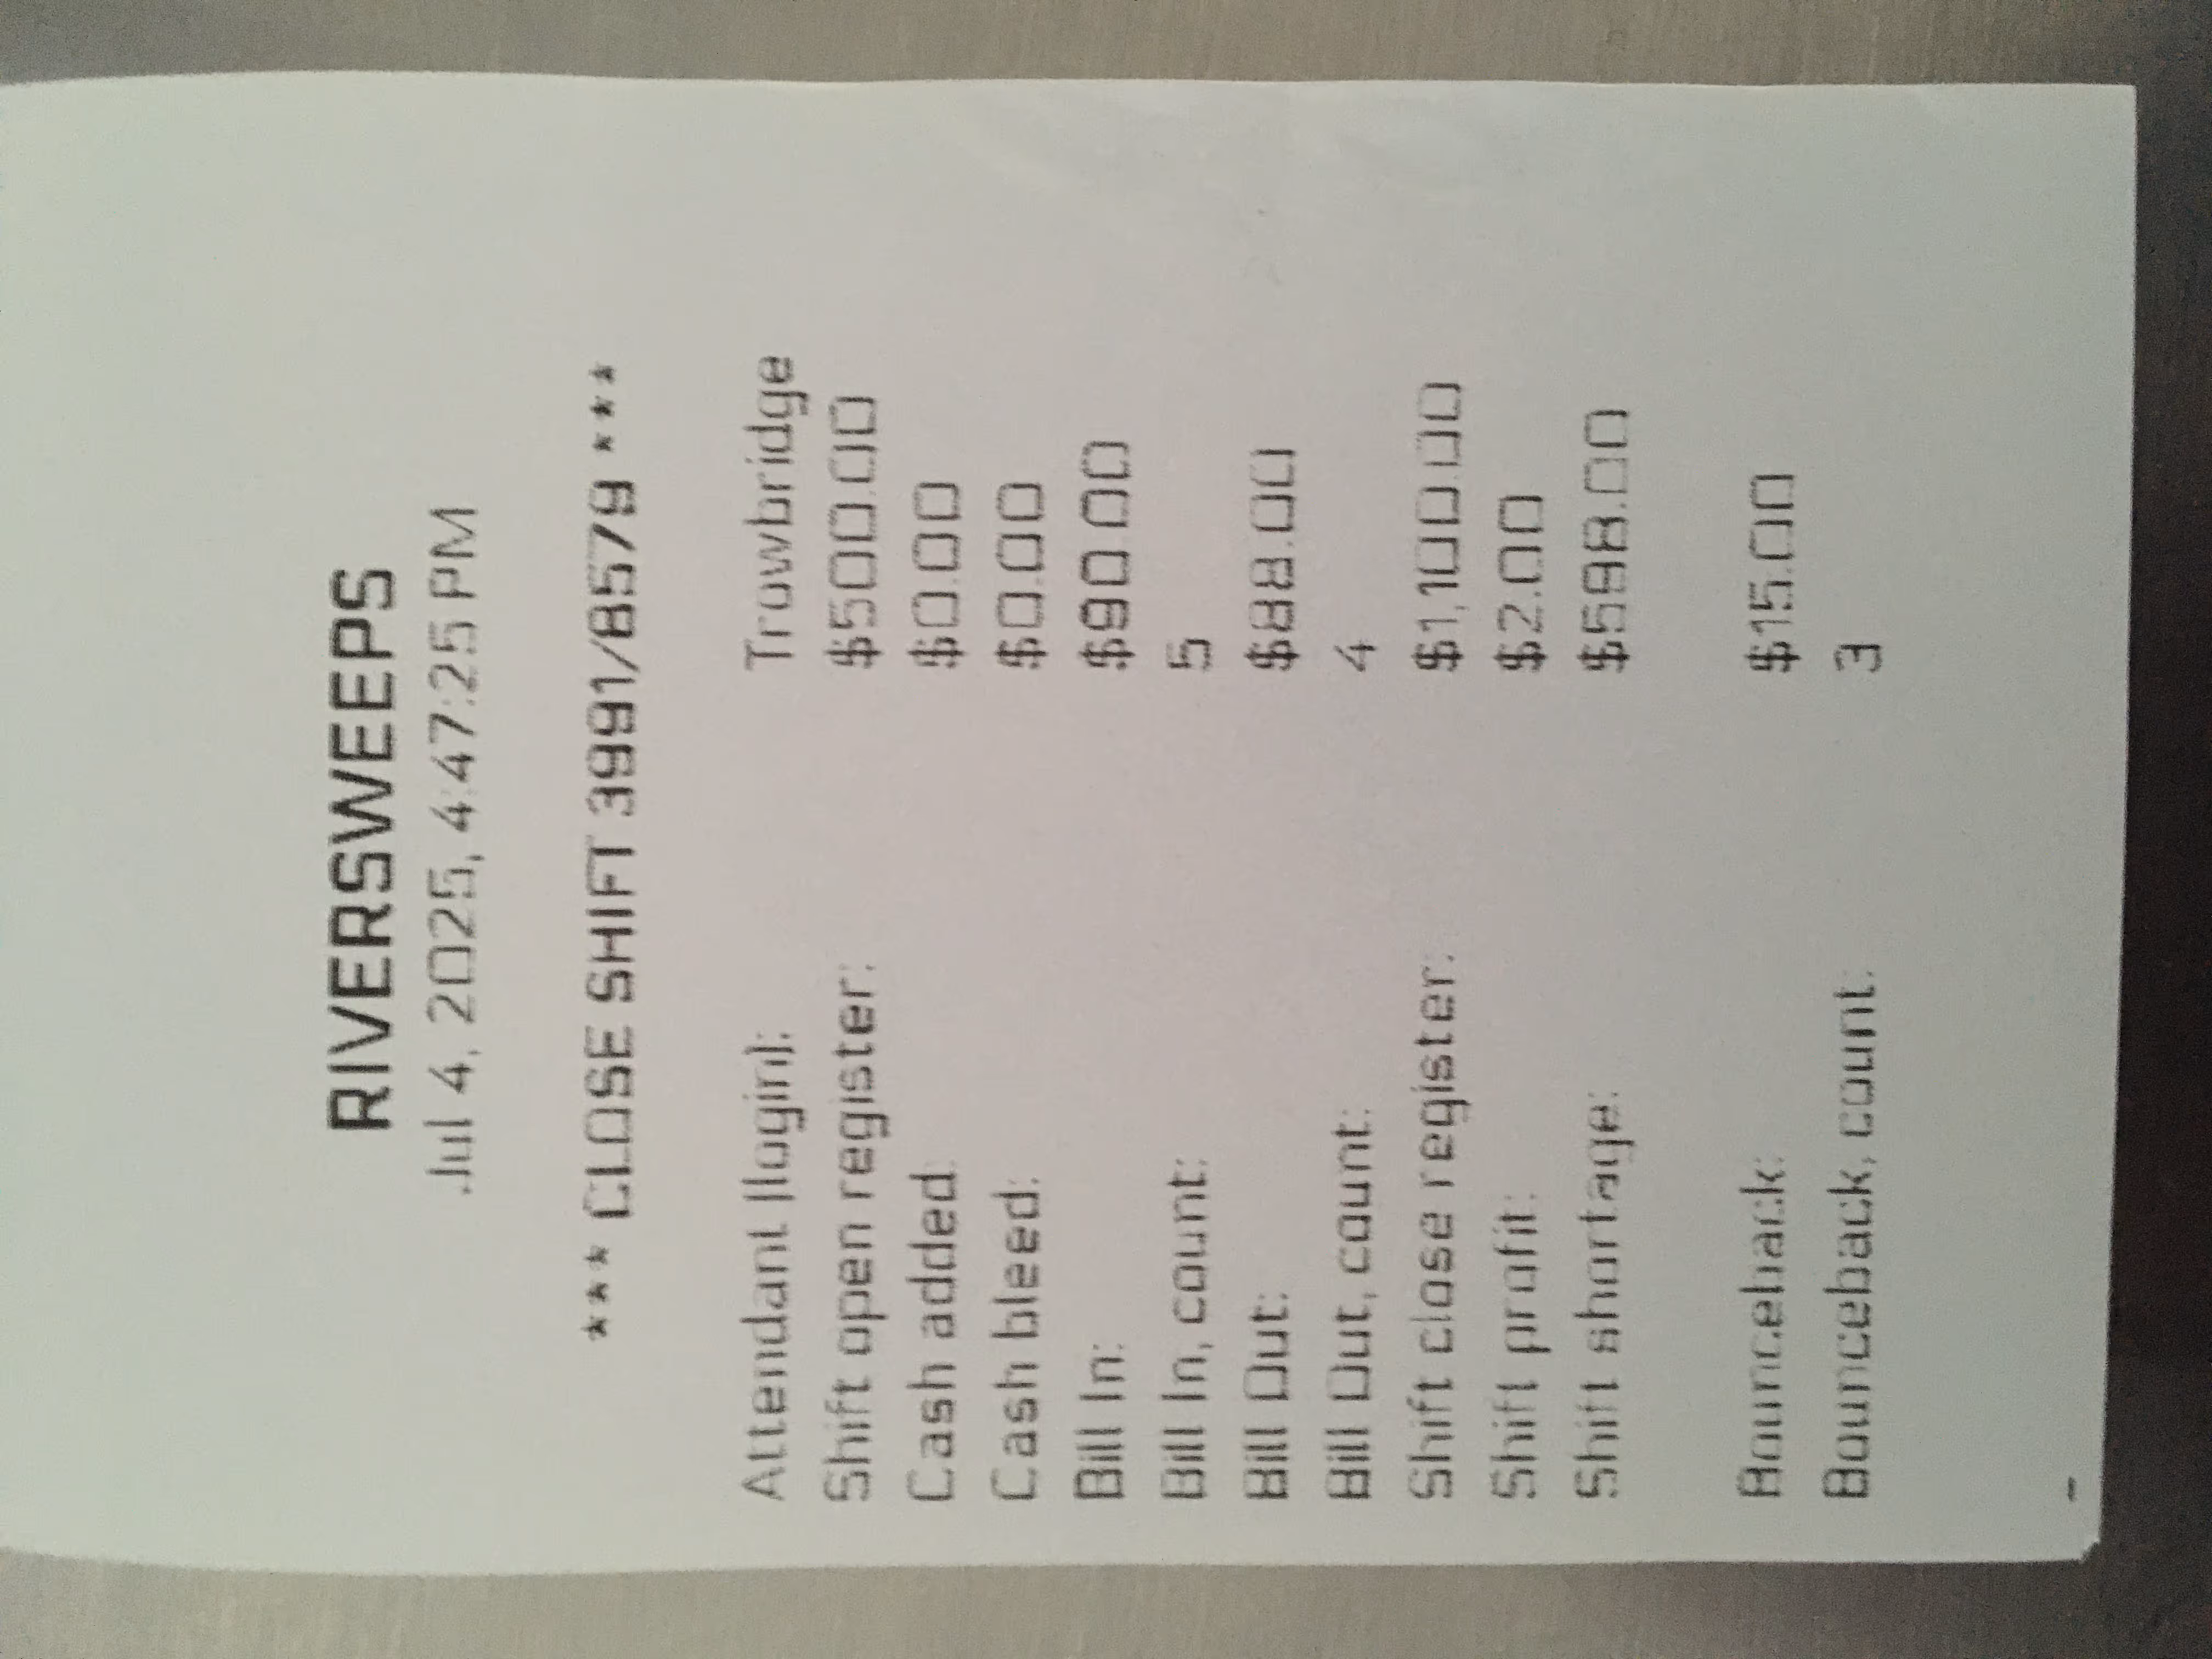 RIVERSWEEPS
Jul 4, 2025, 4:47:25 PM
*** CLOSE SHIFT 3991/8579 ***
Attendant (login): Trowbridge
Shift open register: $500.00
Cash added: $0.00
Cash bleed: $0.00
Bill In: $90.00
Bill In, count: 5
Bill Out: $88.00
Bill Out, count: 4
Shift close register: $1,100.00
Shift profit: $2.00
Shift shortage: $598.00
Bounceback: $15.00
Bounceback, count: 3